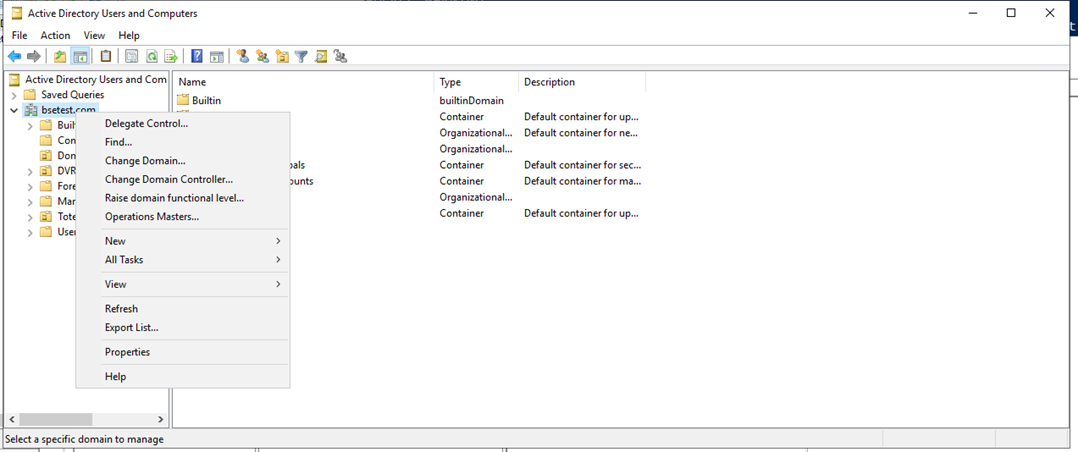 Active Directory Users and Computers
File Action View Help
Active Directory Users and Com
Saved Queries
bsetest.com
Buil
Con
Don
DVR
Fore
Mar
Tote
User
Delegate Control...
Find...
Change Domain...
Change Domain Controller...
Raise domain functional level...
Operations Masters...
New
All Tasks
View
Refresh
Export List...
Properties
Help
Name Type Description
Builtin builtinDomain
Container Default container for up...
Organizational... Default container for ne...
Organizational...
pals Container Default container for sec...
ounts Container Default container for ma...
Organizational...
Container Default container for up...
Select a specific domain to manage